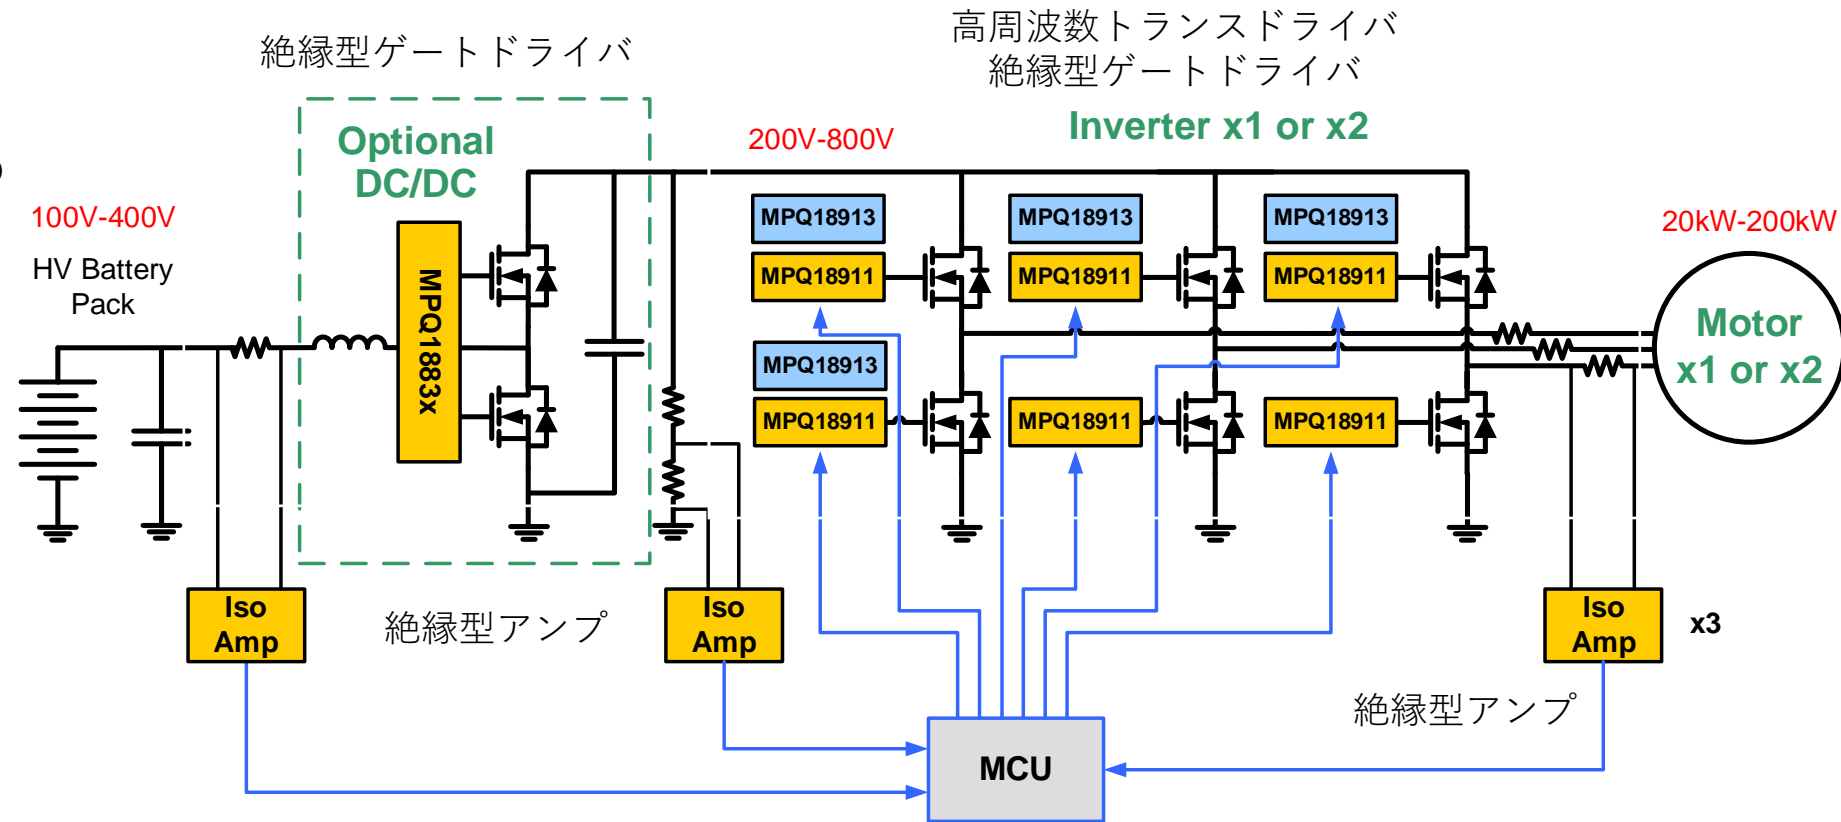 高周波数トランスドライバ
絶縁型ゲートドライバ
絶縁型ゲートドライバ
Inverter x1 or x2
Optional
DC/DC
200V-800V
100V-400V
HV Battery
Pack
MPQ1883x
MPQ18913
MPQ18913
MPQ18913
MPQ18911
MPQ18911
MPQ18911
20kW-200kW
Motor
x1 or x2
MPQ18913
MPQ18911
MPQ18911
MPQ18911
Iso
Amp
絶縁型アンプ
Iso
Amp
Iso
Amp
x3
絶縁型アンプ
MCU